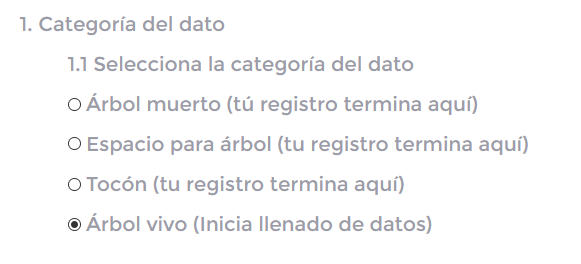 1. Categoría del dato
1.1 Selecciona la categoría del dato
Árbol muerto (tú registro termina aquí)
Espacio para árbol (tu registro termina aquí)
Tocón (tu registro termina aquí)
Árbol vivo (Inicia llenado de datos)